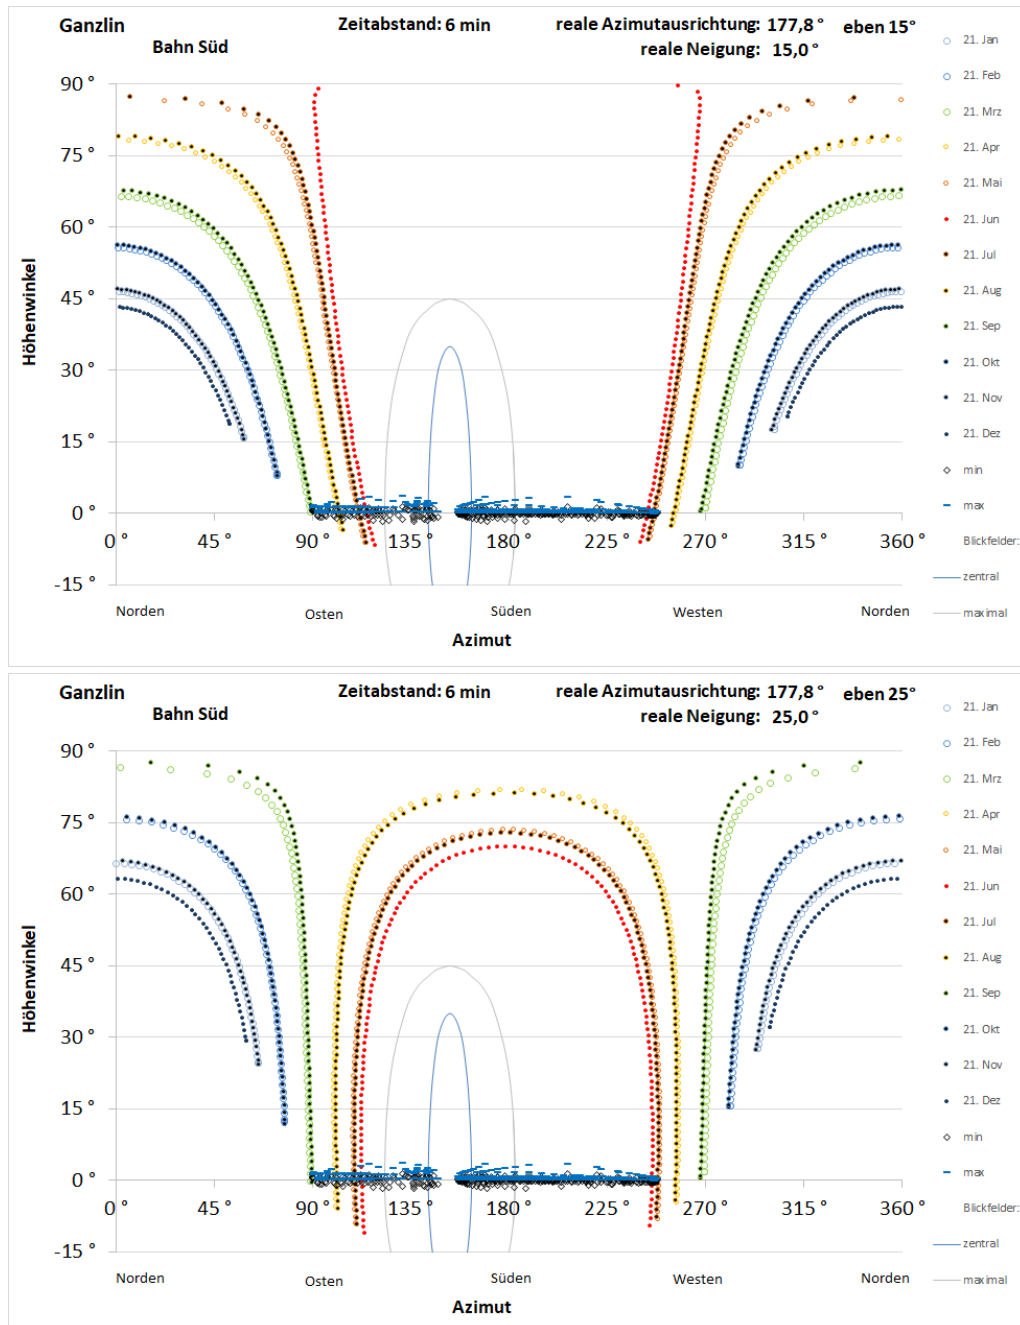 Ganzlin Zeitabstand: 6 min reale Azimutausrichtung: 177,8 ° eben 15°
Bahn Süd reale Neigung: 15,0 °
Höhenwinkel
90 °
75 °
60 °
45 °
30 °
15 °
0 °
-15 °
0 ° 45 ° 90 ° 135 ° 180 ° 225 ° 270 ° 315 ° 360 °
Norden Osten Süden Westen Norden
Azimut
21. Jan
21. Feb
21. Mrz
21. Apr
21. Mai
21. Jun
21. Jul
21. Aug
21. Sep
21. Okt
21. Nov
21. Dez
min
max
Blickfelder:
zentral
maximal
Ganzlin Zeitabstand: 6 min reale Azimutausrichtung: 177,8 ° eben 25°
Bahn Süd reale Neigung: 25,0 °
Höhenwinkel
90 °
75 °
60 °
45 °
30 °
15 °
0 °
-15 °
0 ° 45 ° 90 ° 135 ° 180 ° 225 ° 270 ° 315 ° 360 °
Norden Osten Süden Westen Norden
Azimut
21. Jan
21. Feb
21. Mrz
21. Apr
21. Mai
21. Jun
21. Jul
21. Aug
21. Sep
21. Okt
21. Nov
21. Dez
min
max
Blickfelder:
zentral
maximal